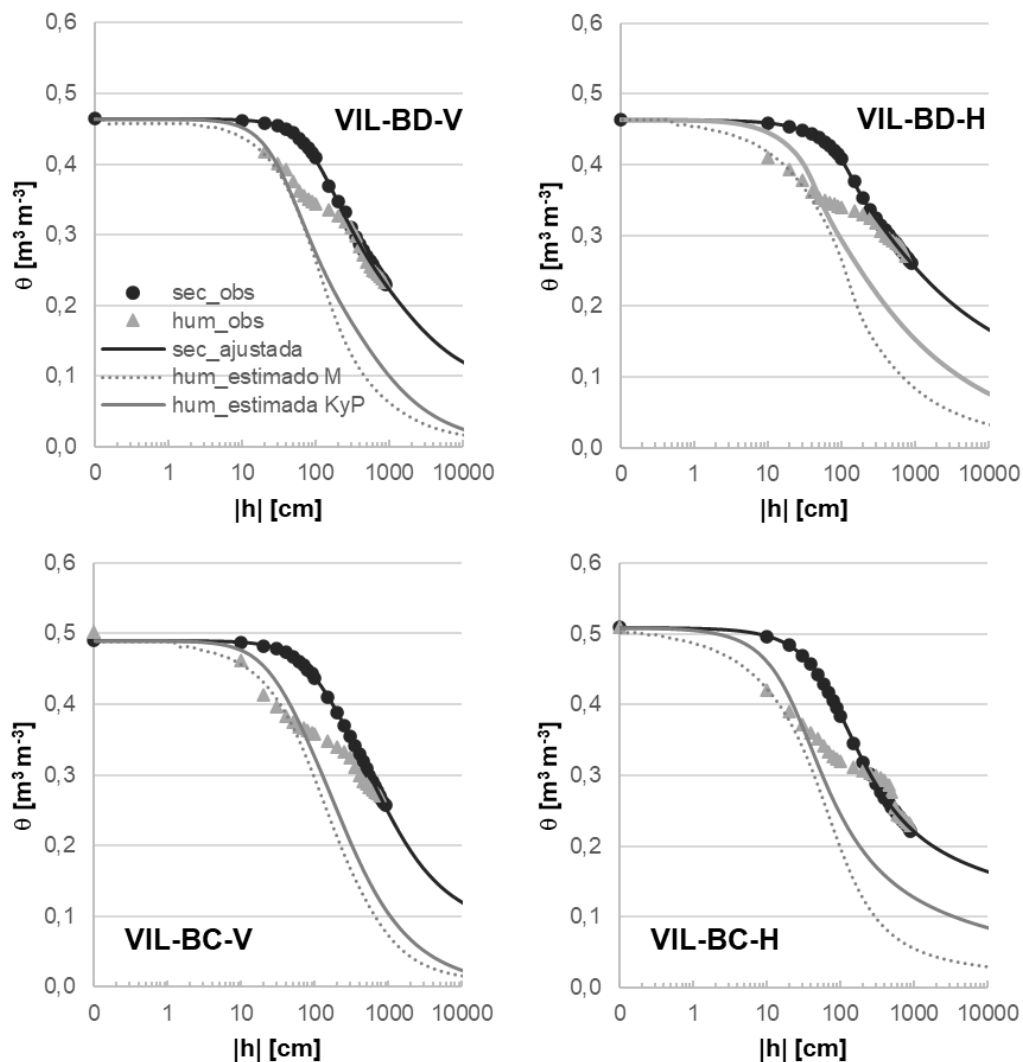 0,6
0,5
0,4
0,3
0,2
0,1
0,0
θ [m³ m⁻³]
VIL-BD-V
sec_obs
hum_obs
sec_ajustada
hum_estimado M
hum_estimada KyP
0 1 10 100 1000 10000
|h| [cm]
0,6
0,5
0,4
0,3
0,2
0,1
0,0
θ [m³ m⁻³]
VIL-BD-H
0 1 10 100 1000 10000
|h| [cm]
0,6
0,5
0,4
0,3
0,2
0,1
0,0
θ [m³ m⁻³]
VIL-BC-V
0 1 10 100 1000 10000
|h| [cm]
0,6
0,5
0,4
0,3
0,2
0,1
0,0
θ [m³ m⁻³]
VIL-BC-H
0 1 10 100 1000 10000
|h| [cm]